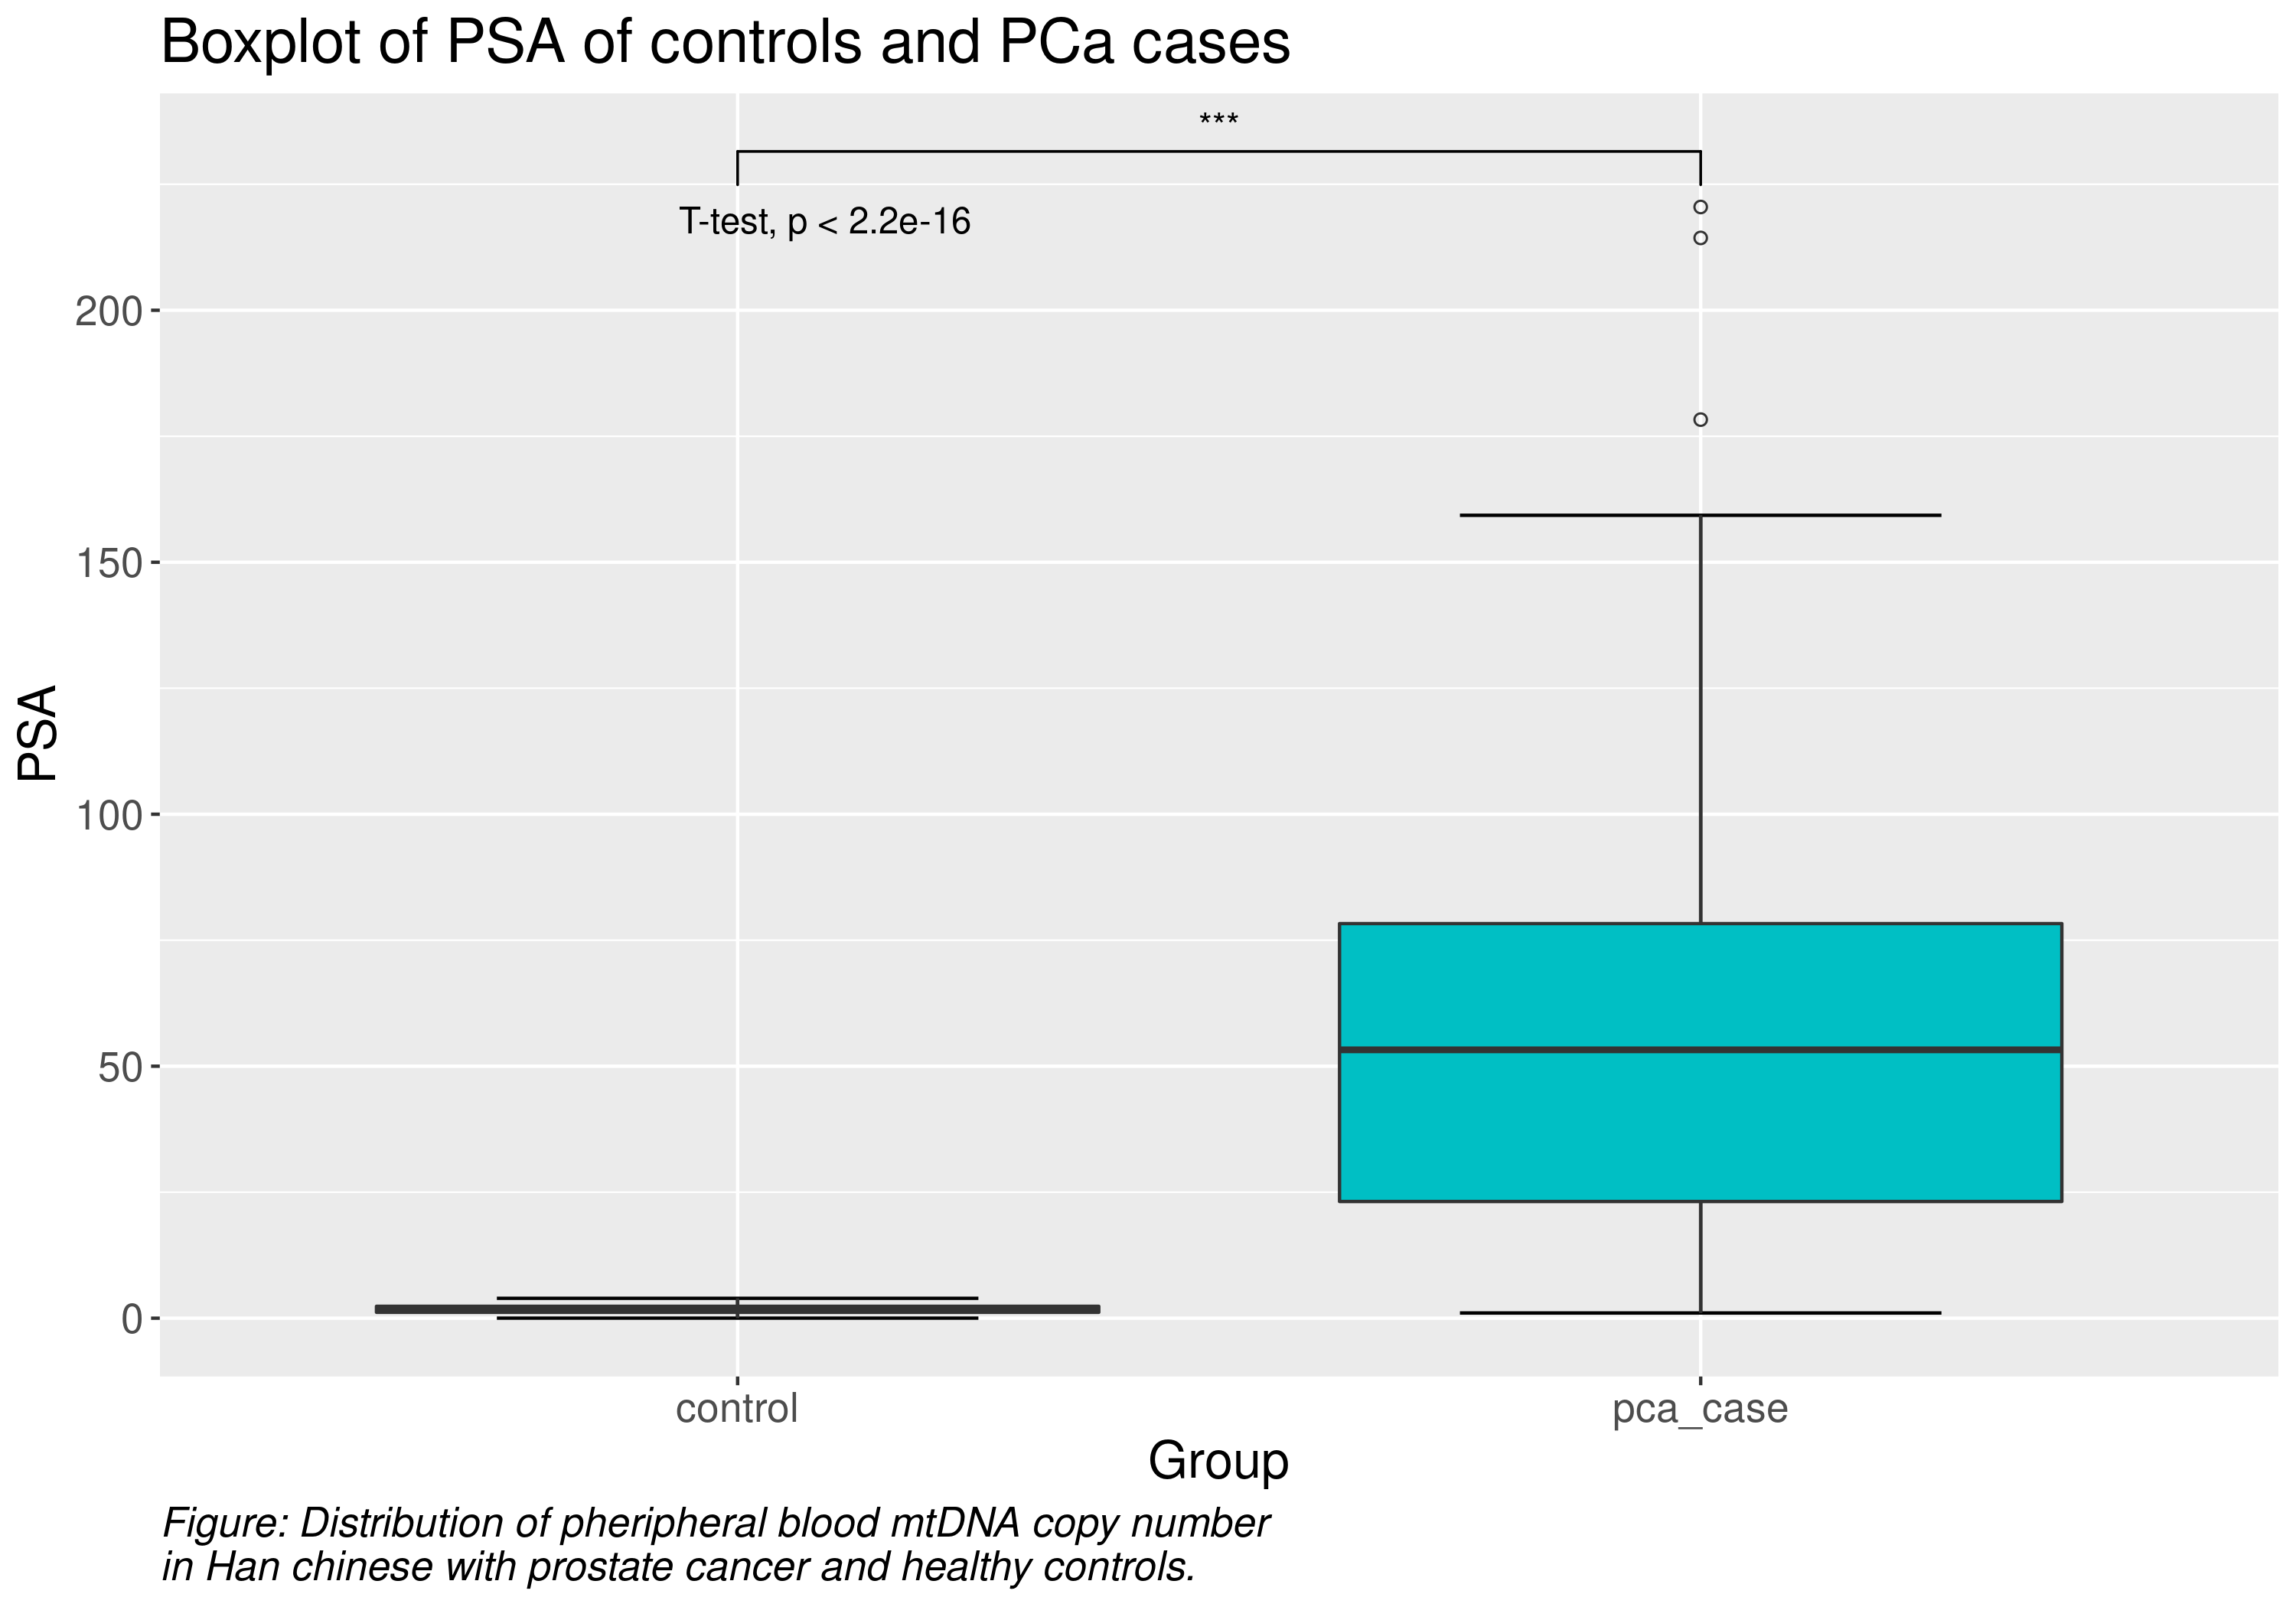 Boxplot of PSA of controls and PCa cases
***
T-test, p < 2.2e-16
200
150
100
50
0
PSA
control
pca_case
Group
Figure: Distribution of pheripheral blood mtDNA copy number
in Han chinese with prostate cancer and healthy controls.